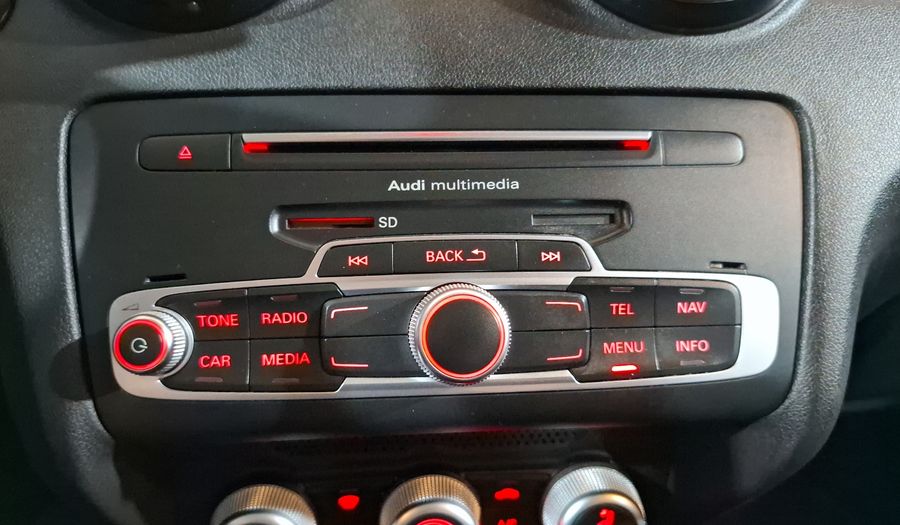 Audi multimedia
SD
BACK
TONE RADIO TEL NAV
CAR MEDIA MENU INFO